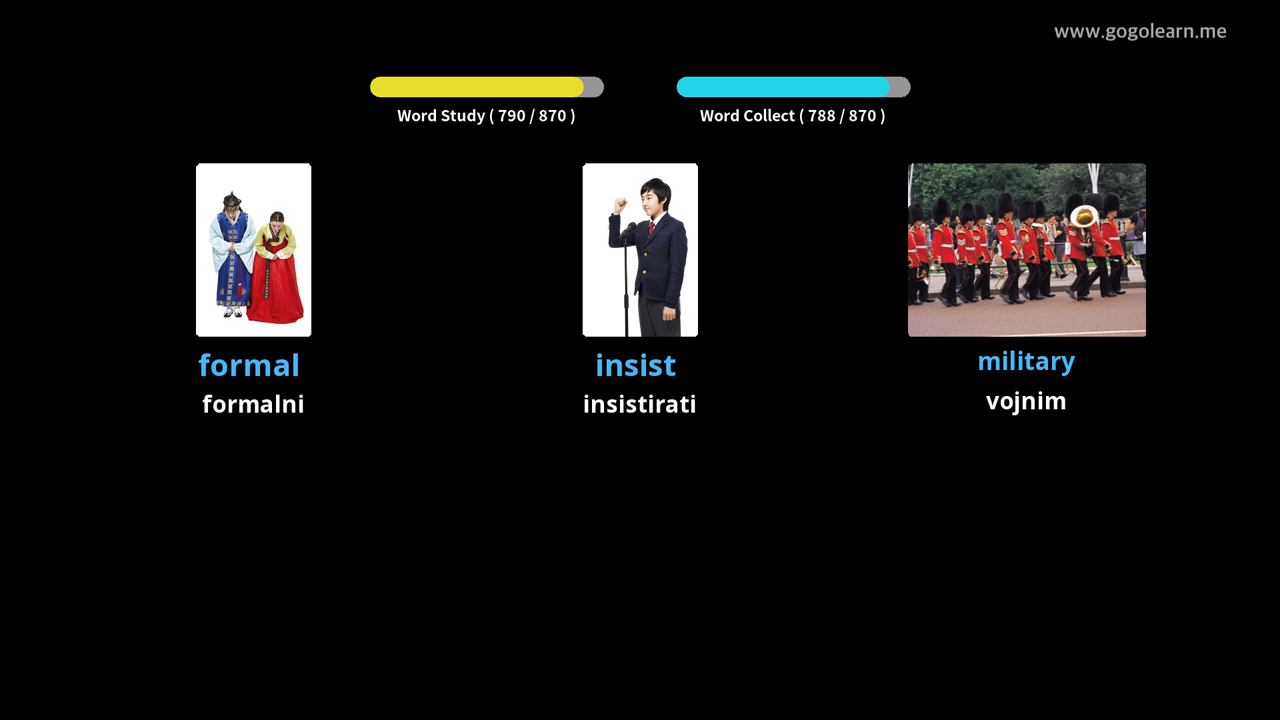 www.gogolearn.me
Word Study ( 790 / 870 )
Word Collect ( 788 / 870 )
formal
formalni
insist
insistirati
military
vojnim